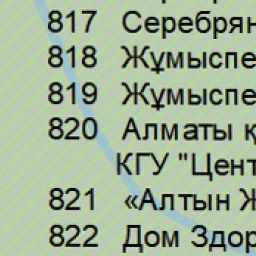 817 Серебрян
818 Жұмыспе
819 Жұмыспе
820 Алматы қ
КГУ "Цент
821 «Алтын Ж
822 Дом Здор